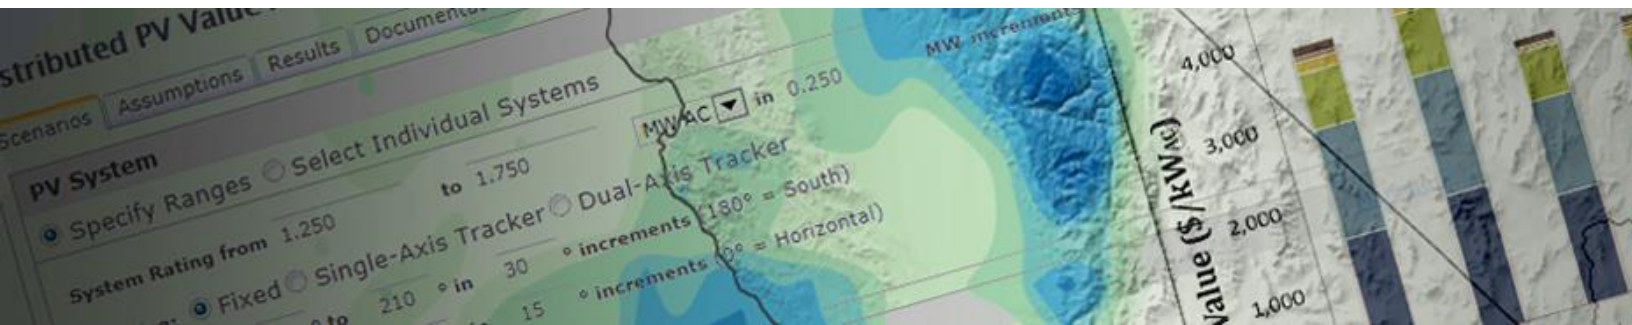 stributed PV Value
Scenarios Assumptions Results
PV System
Specify Ranges Select Individual Systems
System Rating from 1.250 to 1.750 MW AC in 0.250 MW increments
Fixed Single-Axis Tracker Dual-Axis Tracker
to 210 ° in 30 ° increments (180° = South)
15 ° increments (0° = Horizontal)
Value ($/kWAC)
4,000
3,000
2,000
1,000